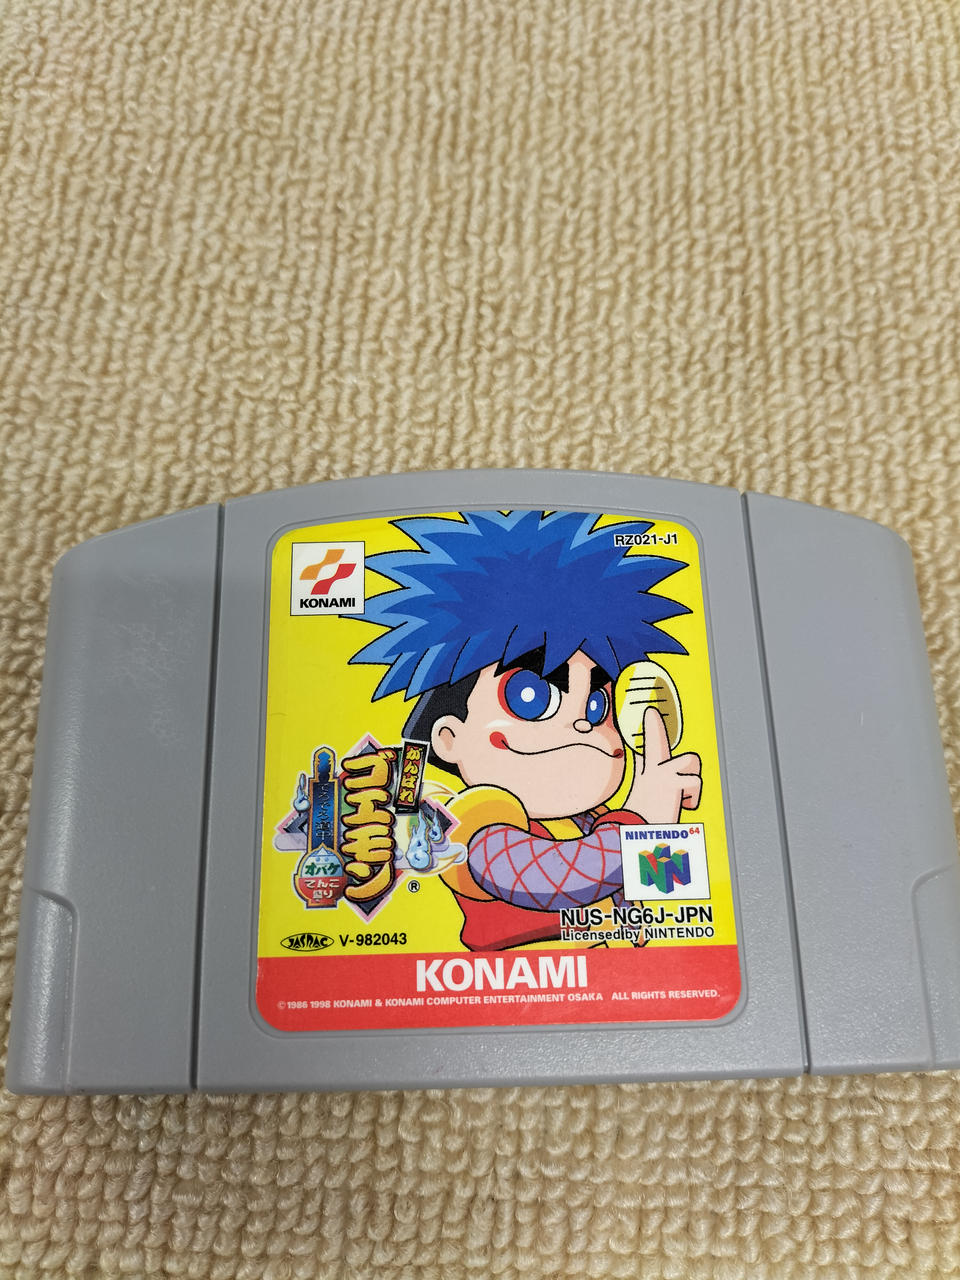 RZ021-J1
KONAMI
がんばれ
ゴエモン
でろでろ道中
オバケ
てんこ
盛り
®
NINTENDO 64
NUS-NG6J-JPN
Licensed by NINTENDO
JASRAC V-982043
KONAMI
©1986 1998 KONAMI & KONAMI COMPUTER ENTERTAINMENT OSAKA ALL RIGHTS RESERVED.